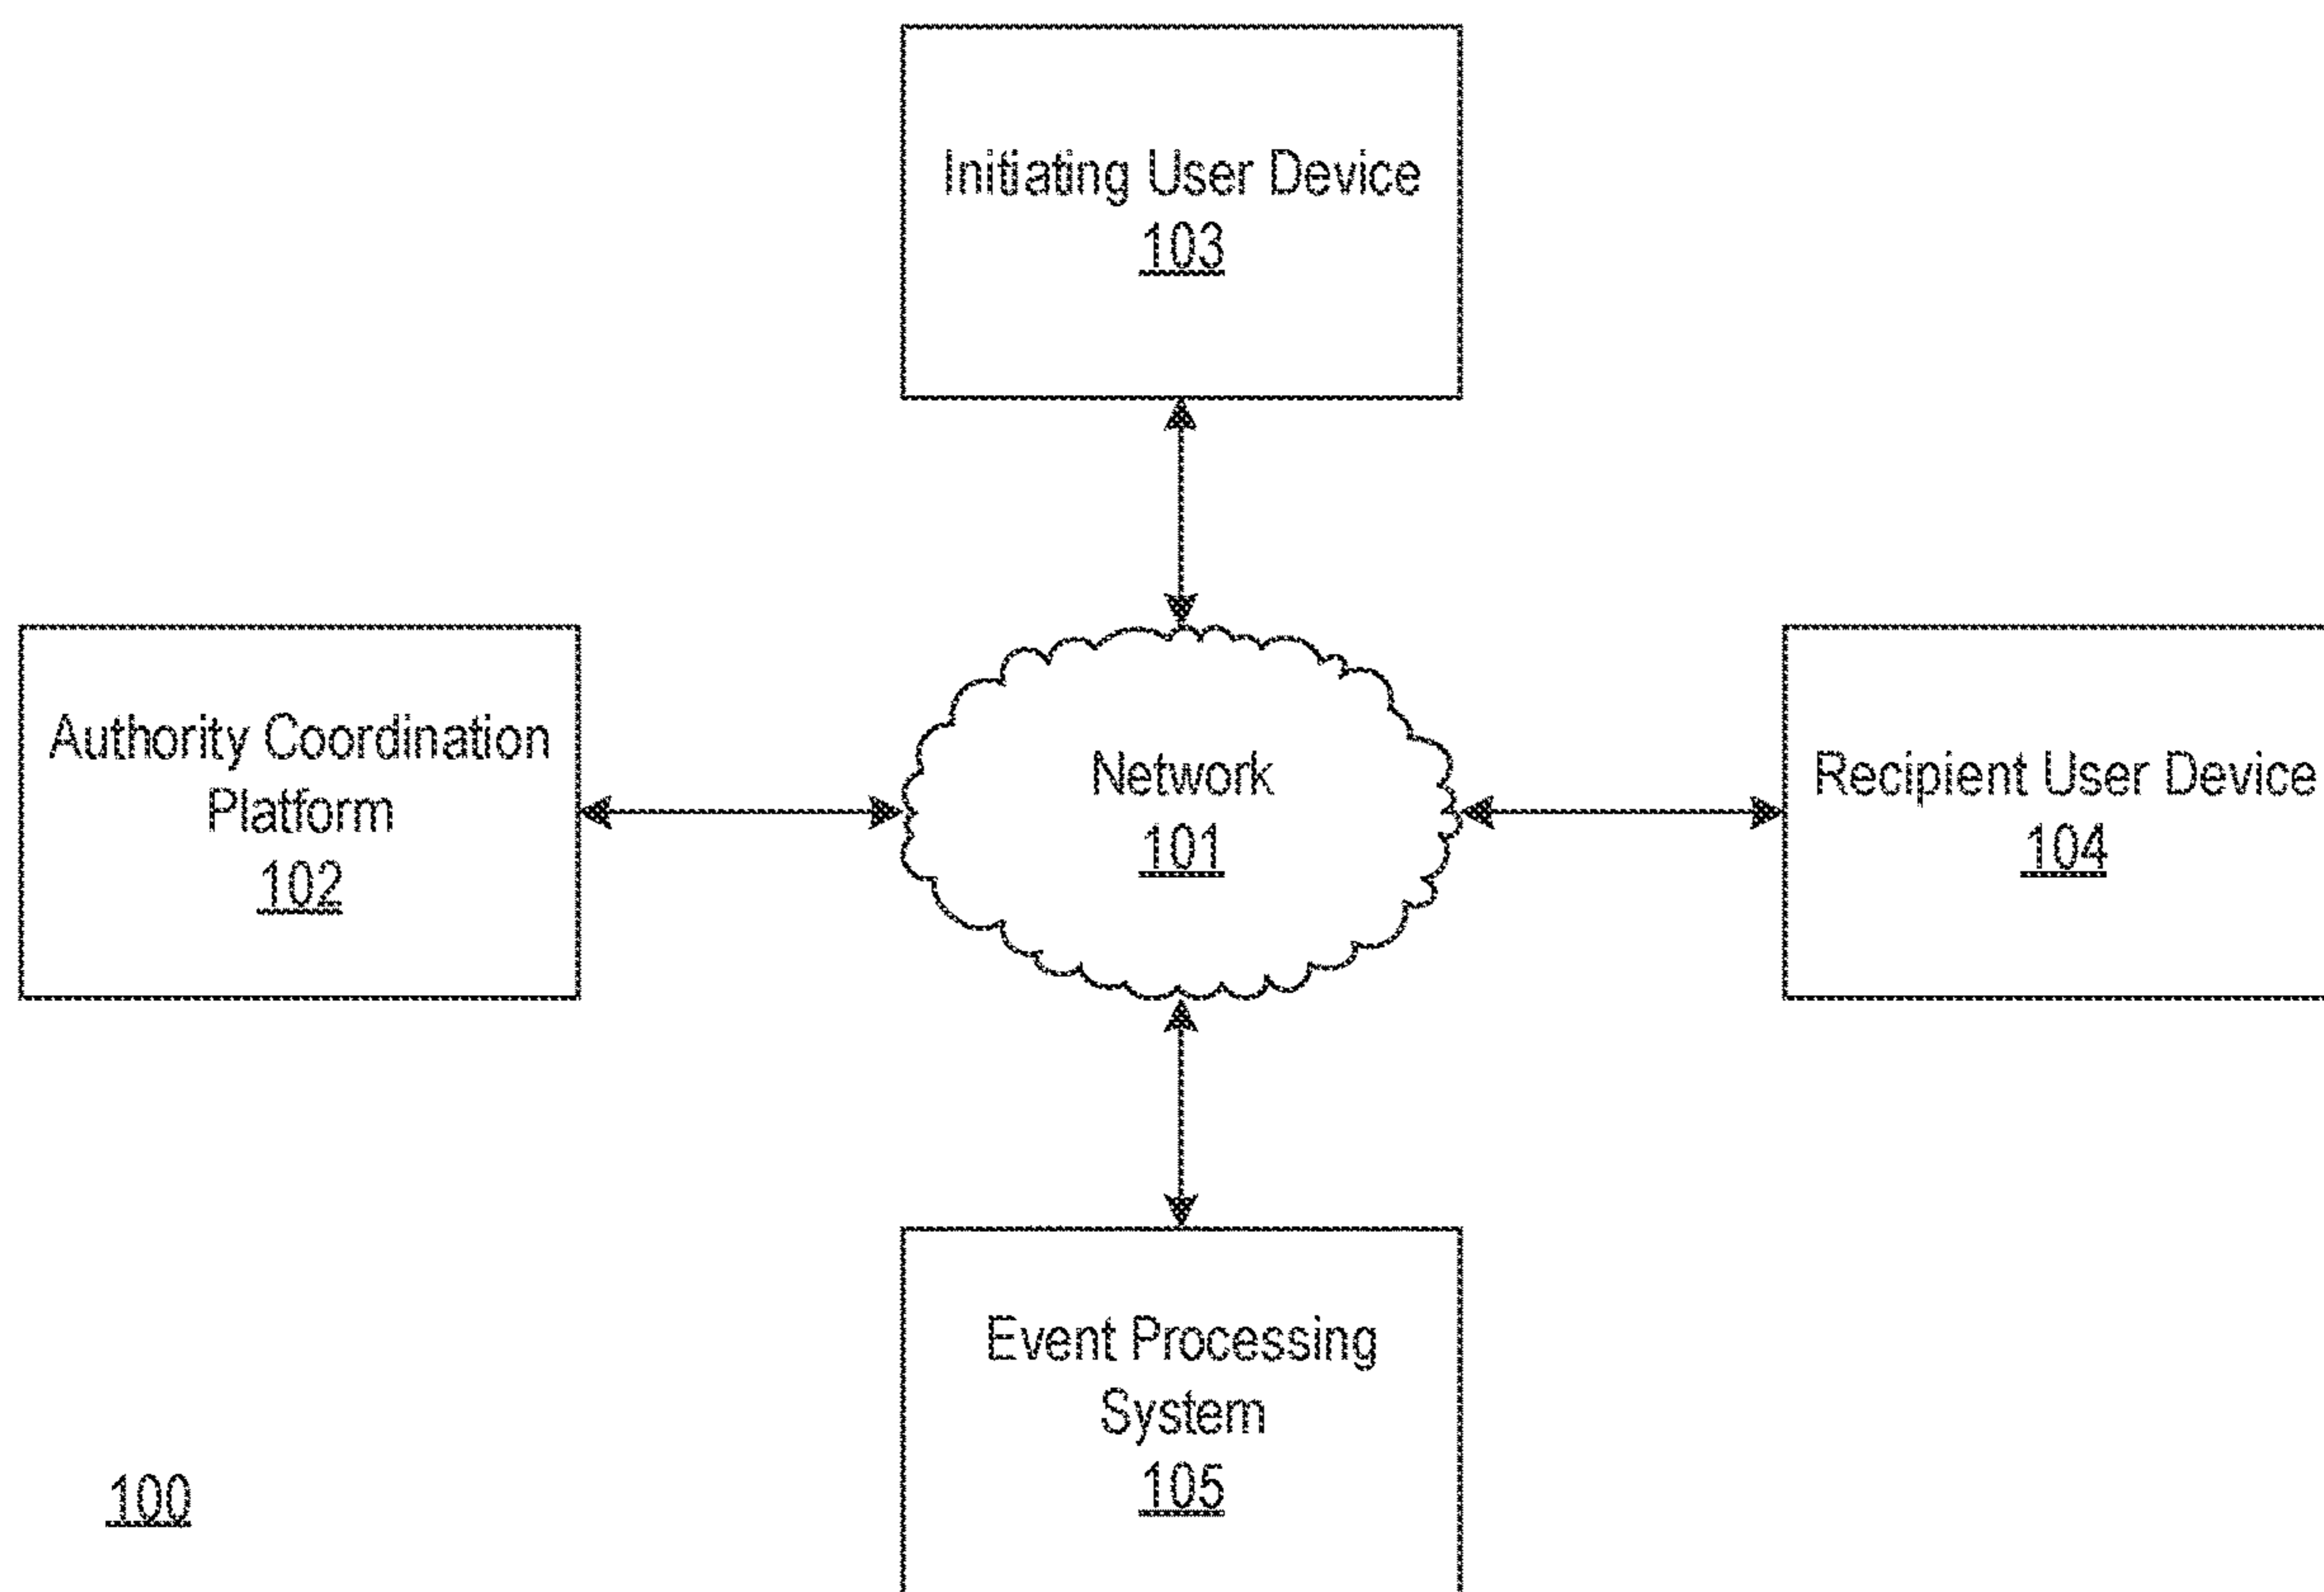 Initiating User Device
103
Authority Coordination
Platform
102
Network
101
Recipient User Device
104
Event Processing
System
105
100